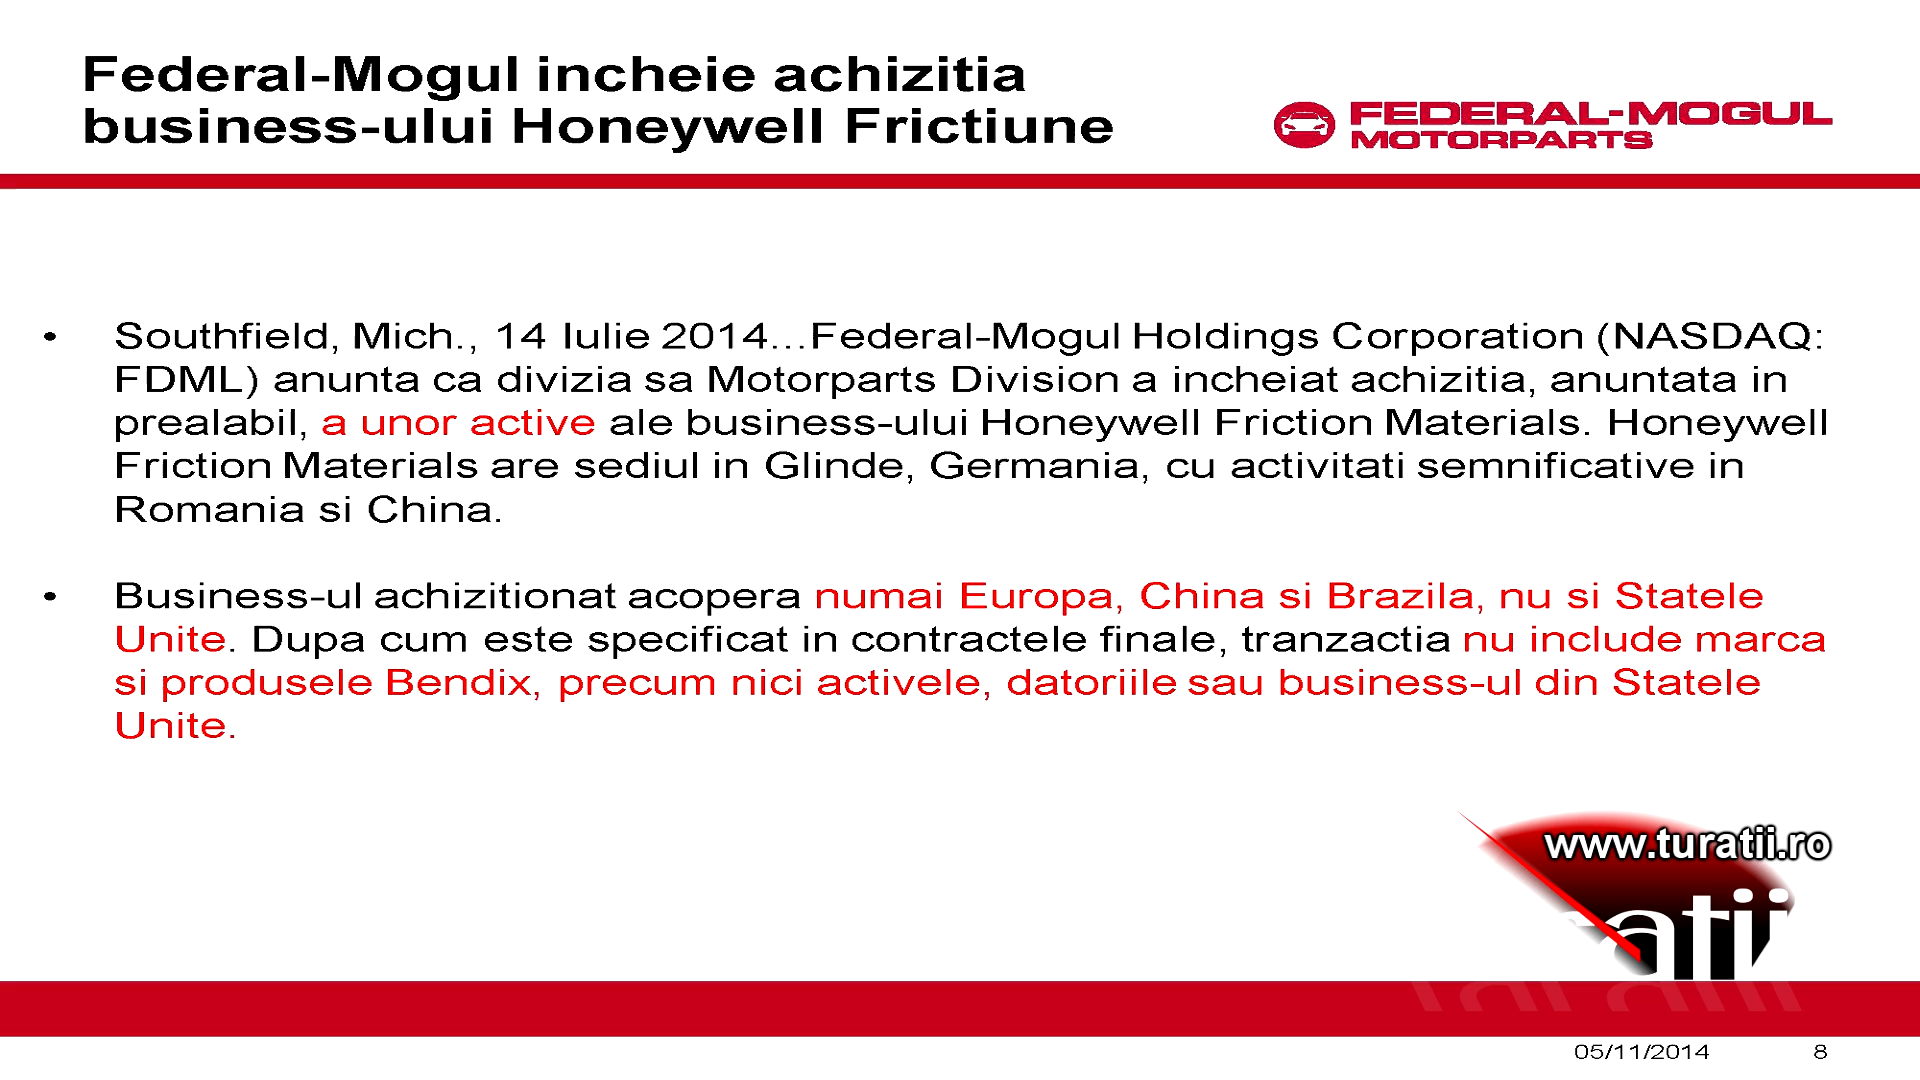 Federal-Mogul incheie achizitia
business-ului Honeywell Frictiune
FEDERAL-MOGUL
MOTORPARTS
• Southfield, Mich., 14 Iulie 2014...Federal-Mogul Holdings Corporation (NASDAQ:
FDML) anunta ca divizia sa Motorparts Division a incheiat achizitia, anuntata in
prealabil, a unor active ale business-ului Honeywell Friction Materials. Honeywell
Friction Materials are sediul in Glinde, Germania, cu activitati semnificative in
Romania si China.
• Business-ul achizitionat acopera numai Europa, China si Brazila, nu si Statele
Unite. Dupa cum este specificat in contractele finale, tranzactia nu include marca
si produsele Bendix, precum nici activele, datoriile sau business-ul din Statele
Unite.
www.turatii.ro
05/11/2014 8